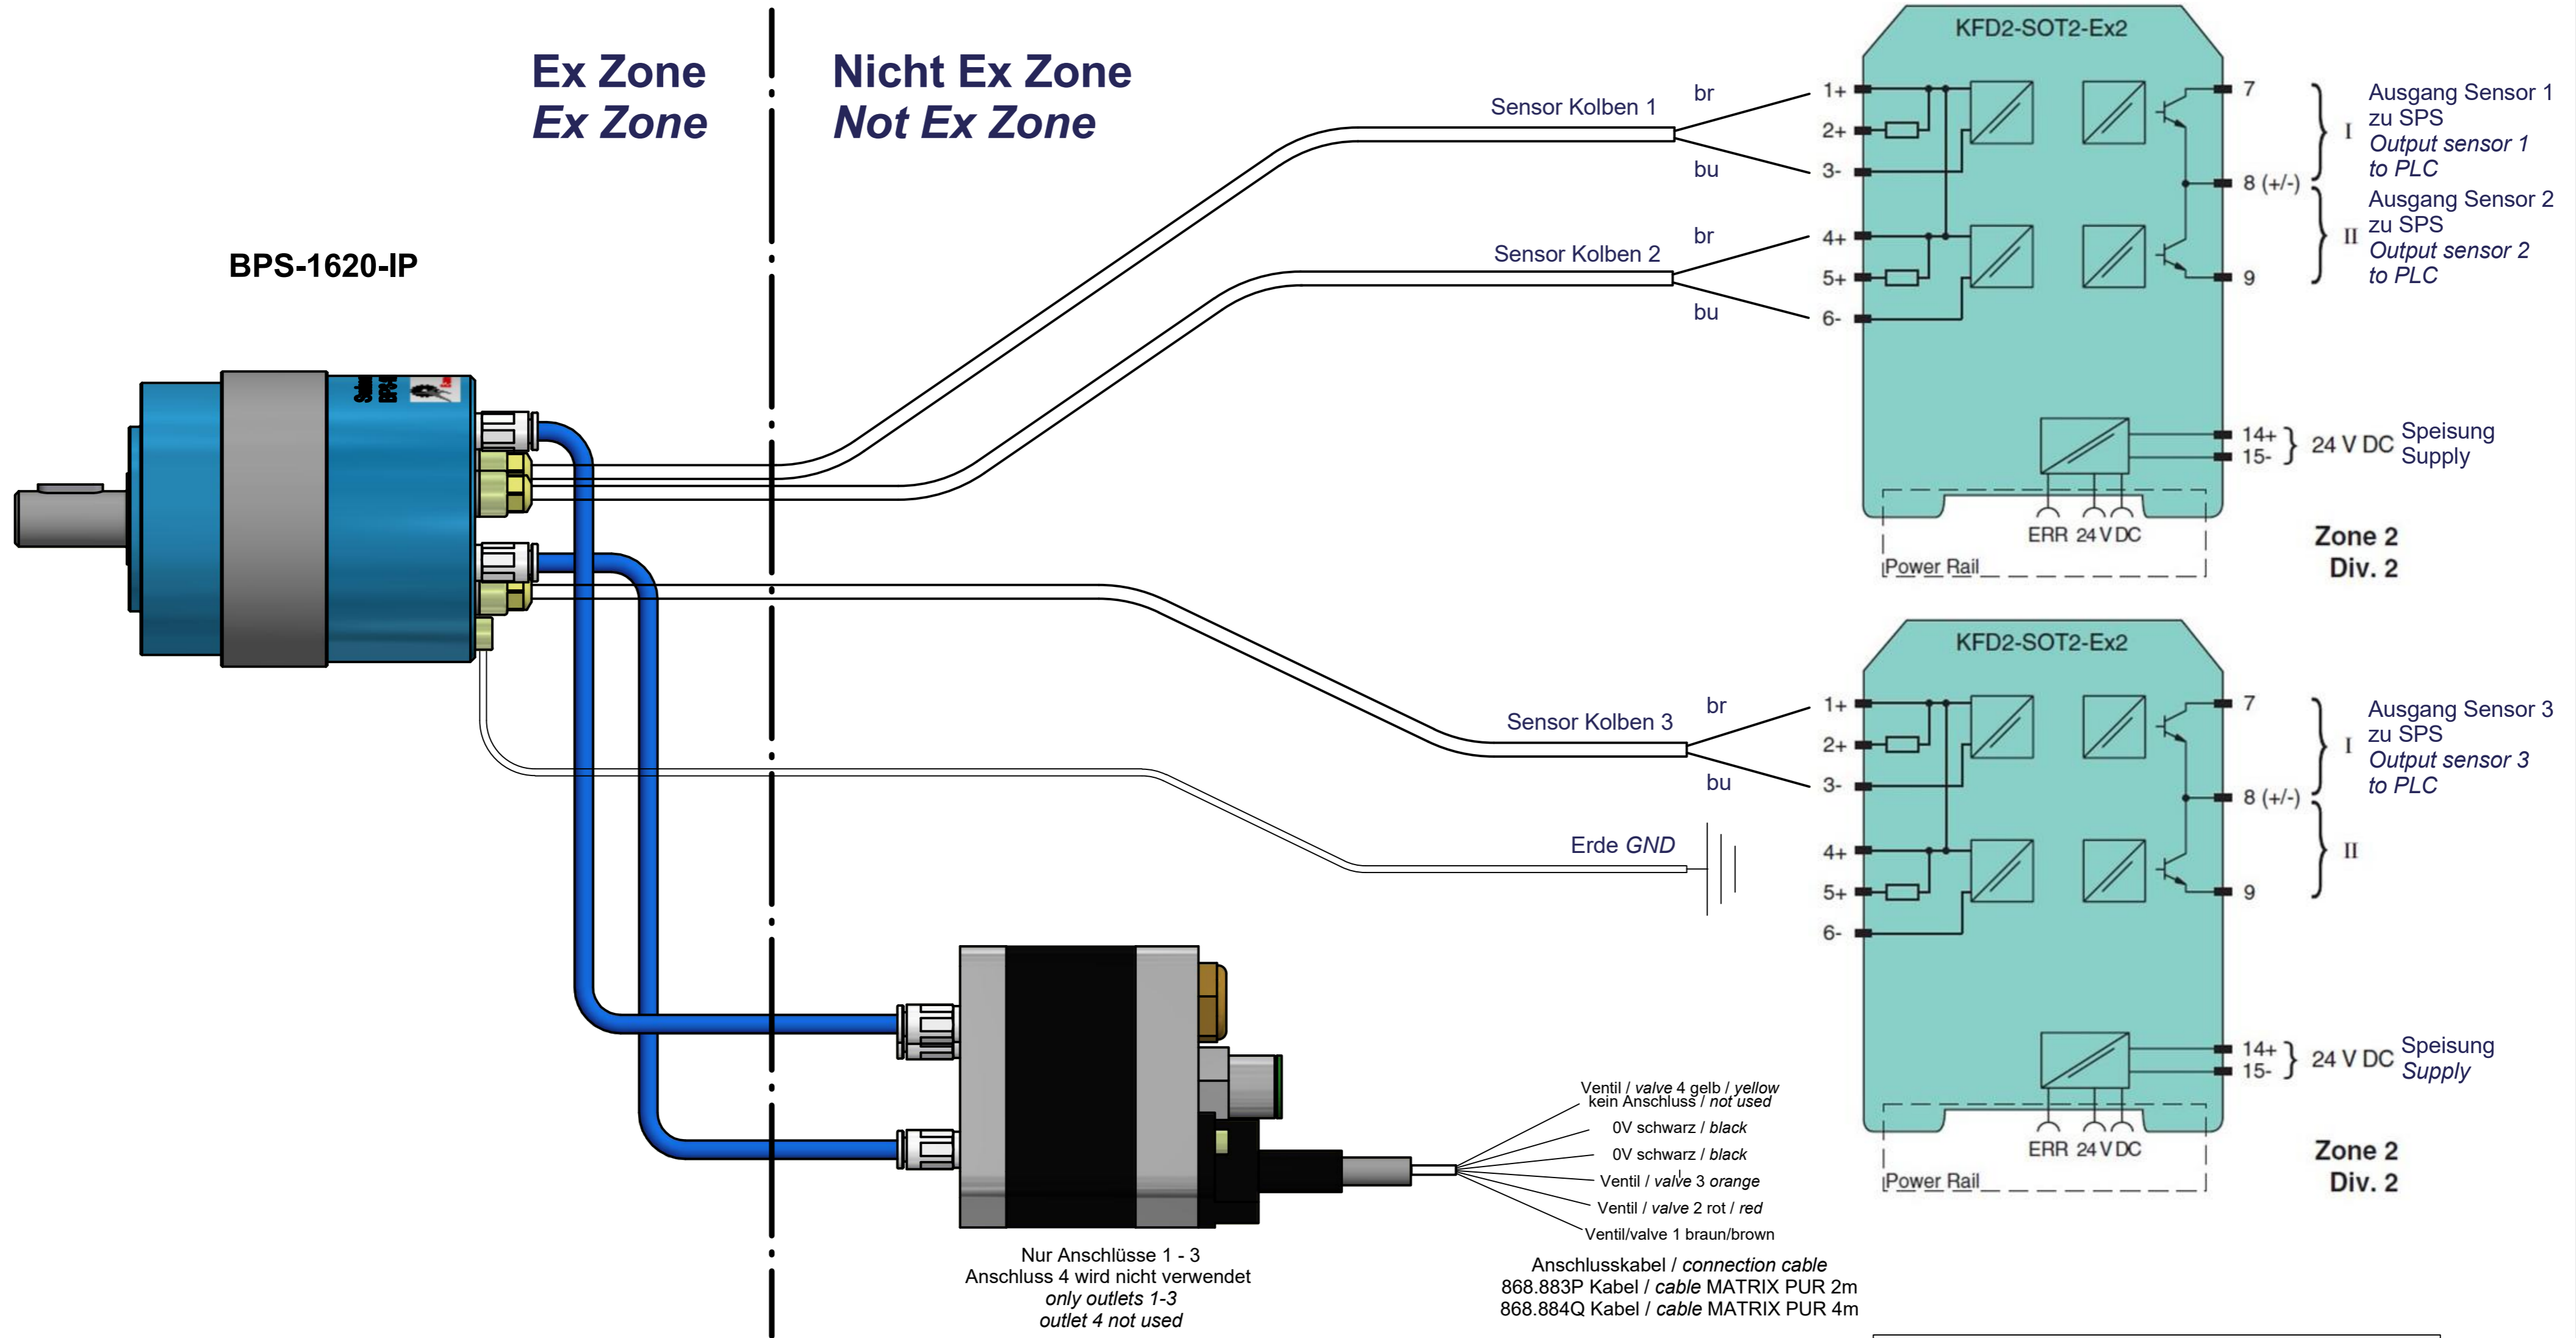 Ex Zone
Ex Zone
Nicht Ex Zone
Not Ex Zone
BPS-1620-IP
Sensor Kolben 1
br
bu
Sensor Kolben 2
br
bu
KFD2-SOT2-Ex2
1+
2+
3-
4+
5+
6-
7
8 (+/-)
9
I
II
Ausgang Sensor 1
zu SPS
Output sensor 1
to PLC
Ausgang Sensor 2
zu SPS
Output sensor 2
to PLC
14+
15-
24 V DC
Speisung
Supply
ERR 24 V DC
Power Rail
Zone 2
Div. 2
Sensor Kolben 3
br
bu
Erde GND
KFD2-SOT2-Ex2
1+
2+
3-
4+
5+
6-
7
8 (+/-)
9
I
II
Ausgang Sensor 3
zu SPS
Output sensor 3
to PLC
14+
15-
24 V DC
Speisung
Supply
ERR 24 V DC
Power Rail
Zone 2
Div. 2
Ventil / valve 4 gelb / yellow
kein Anschluss / not used
0V schwarz / black
0V schwarz / black
Ventil / valve 3 orange
Ventil / valve 2 rot / red
Ventil/valve 1 braun/brown
Nur Anschlüsse 1 - 3
Anschluss 4 wird nicht verwendet
only outlets 1-3
outlet 4 not used
Anschlusskabel / connection cable
868.883P Kabel / cable MATRIX PUR 2m
868.884Q Kabel / cable MATRIX PUR 4m